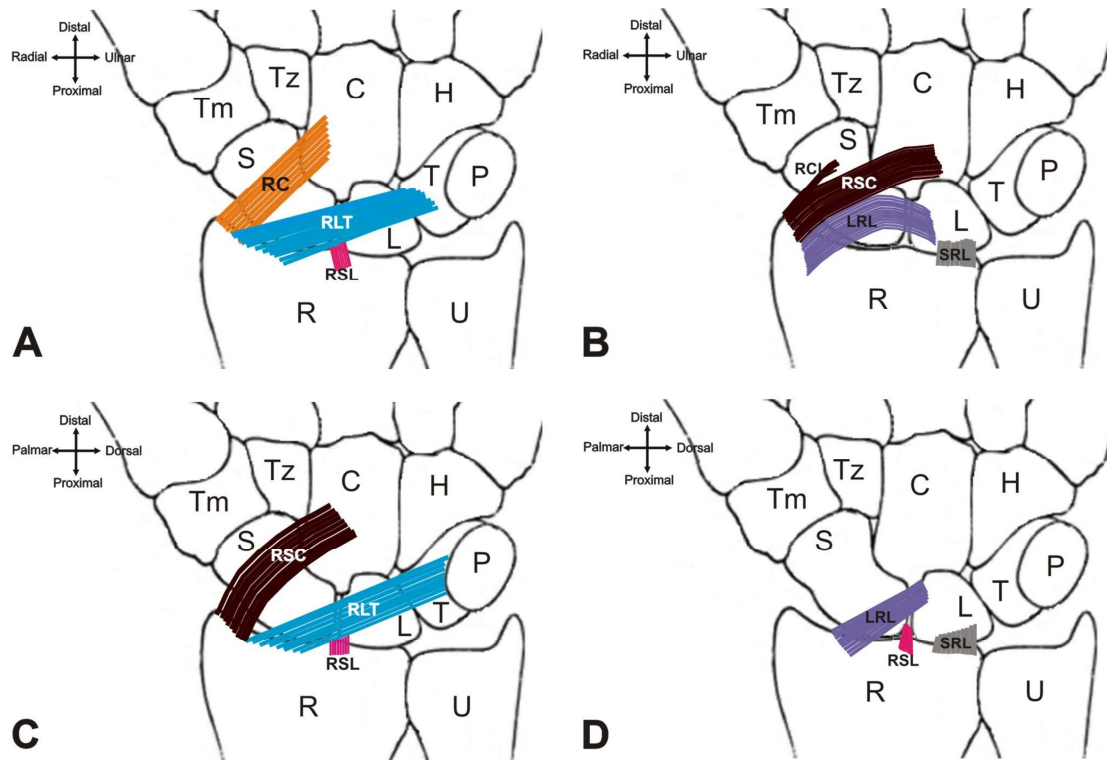 Distal
Radial Ulnar
Proximal
Tz
C
H
Tm
S
RC
T
P
RLT
L
RSL
R
U
A
Distal
Radial Ulnar
Proximal
Tz
C
H
Tm
S
RCL
RSC
T
P
LRL
L
SRL
R
U
B
Distal
Palmar Dorsal
Proximal
Tz
C
H
Tm
S
RSC
P
RLT
L
T
RSL
R
U
C
Distal
Palmar Dorsal
Proximal
Tz
C
H
Tm
S
P
T
LRL
L
SRL
RSL
R
U
D